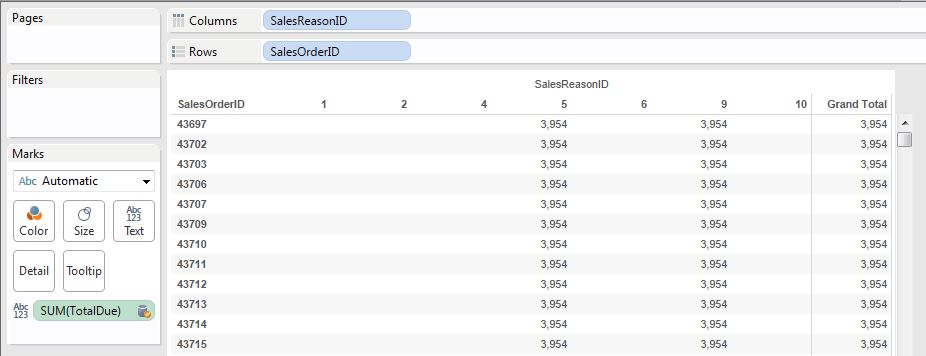 Pages
Columns SalesReasonID
Rows SalesOrderID
Filters
SalesReasonID
SalesOrderID 1 2 4 5 6 9 10 Grand Total
43697 3,954 3,954 3,954
43702 3,954 3,954 3,954
43703 3,954 3,954 3,954
43706 3,954 3,954 3,954
43707 3,954 3,954 3,954
43709 3,954 3,954 3,954
43710 3,954 3,954 3,954
43711 3,954 3,954 3,954
43712 3,954 3,954 3,954
43713 3,954 3,954 3,954
43714 3,954 3,954 3,954
43715 3,954 3,954 3,954
Marks
Abc Automatic
Abc
123
Color Size Text
Detail Tooltip
Abc
123 SUM(TotalDue)